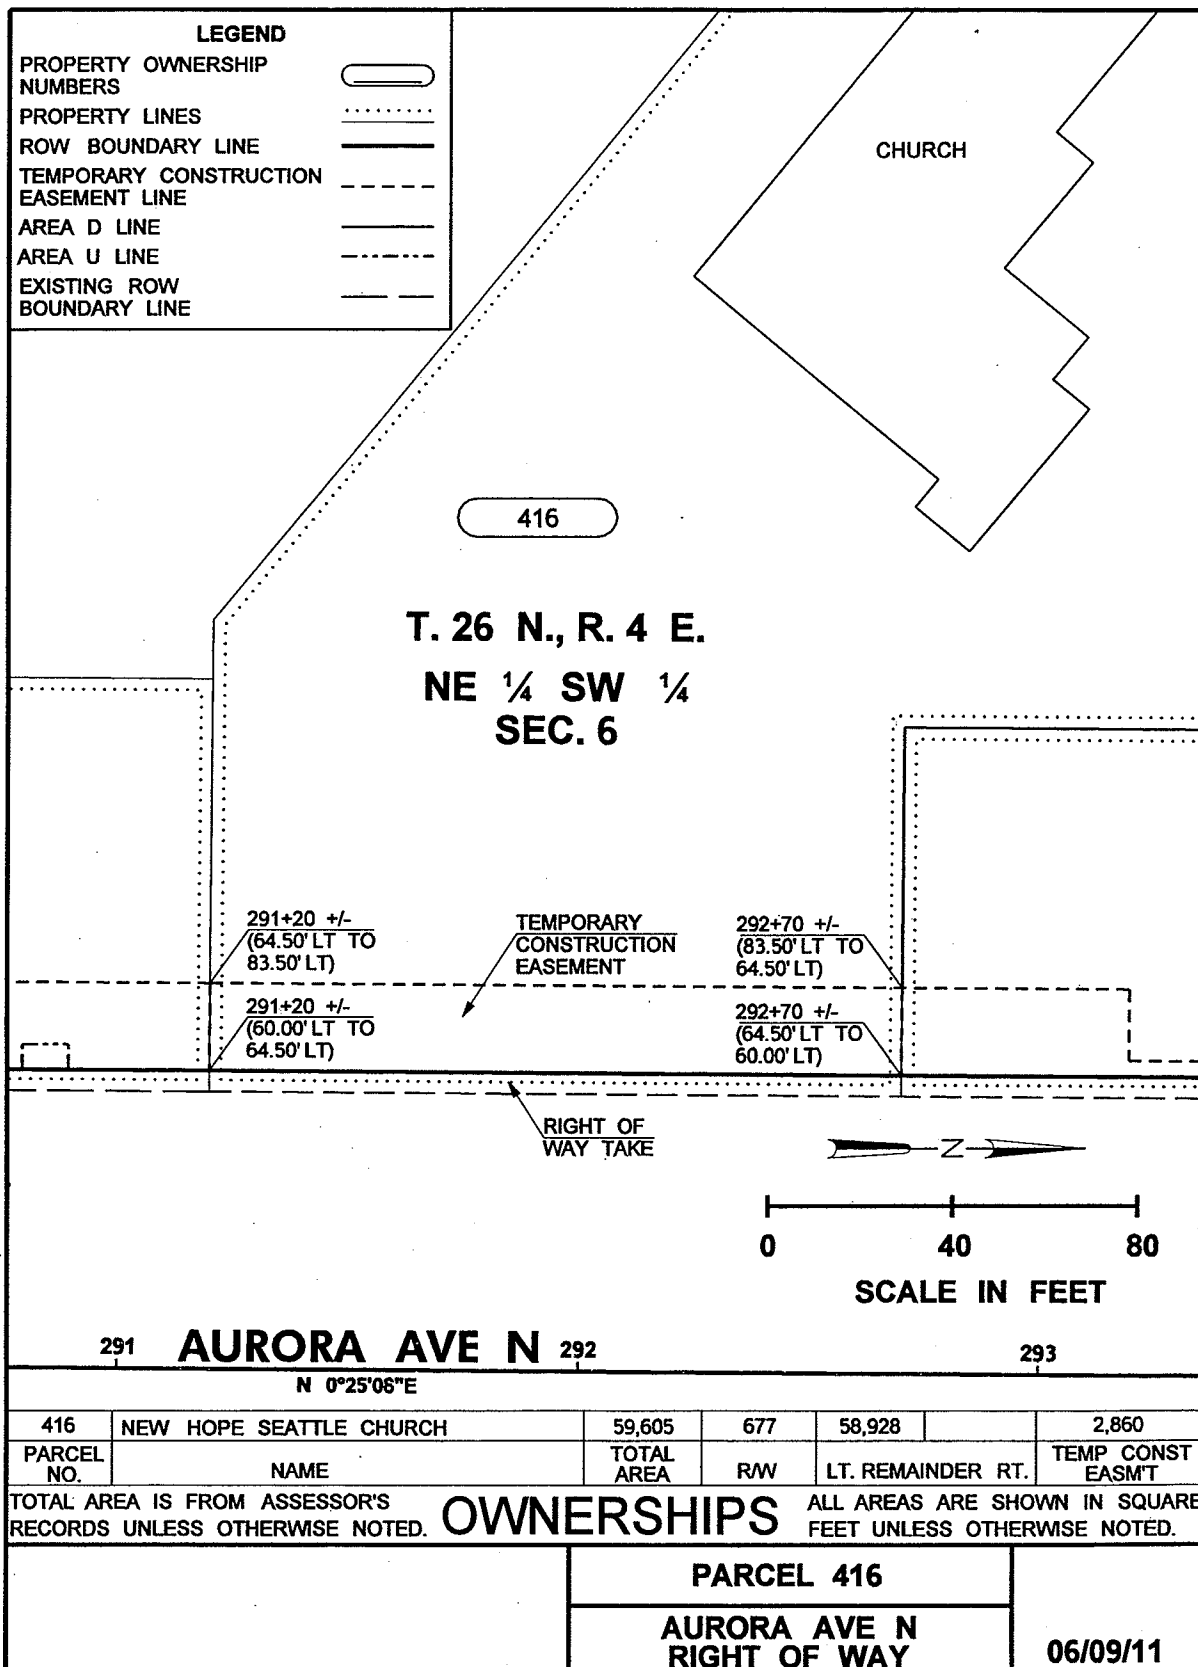 LEGEND
PROPERTY OWNERSHIP
NUMBERS
PROPERTY LINES
ROW BOUNDARY LINE
TEMPORARY CONSTRUCTION
EASEMENT LINE
AREA D LINE
AREA U LINE
EXISTING ROW
BOUNDARY LINE
CHURCH
416
T. 26 N., R. 4 E.
NE ¼ SW ¼
SEC. 6
291+20 +/-
(64.50' LT TO
83.50' LT)
TEMPORARY
CONSTRUCTION
EASEMENT
292+70 +/-
(83.50' LT TO
64.50' LT)
291+20 +/-
(60.00' LT TO
64.50' LT)
292+70 +/-
(64.50' LT TO
60.00' LT)
RIGHT OF
WAY TAKE
N
0 40 80
SCALE IN FEET
291 AURORA AVE N 292 293
N 0°25'06"E
416 NEW HOPE SEATTLE CHURCH 59,605 677 58,928 2,860
PARCEL NO. NAME TOTAL AREA R/W LT. REMAINDER RT. TEMP CONST EASM'T
TOTAL AREA IS FROM ASSESSOR'S
RECORDS UNLESS OTHERWISE NOTED.
OWNERSHIPS
ALL AREAS ARE SHOWN IN SQUARE
FEET UNLESS OTHERWISE NOTED.
PARCEL 416
AURORA AVE N
RIGHT OF WAY
06/09/11